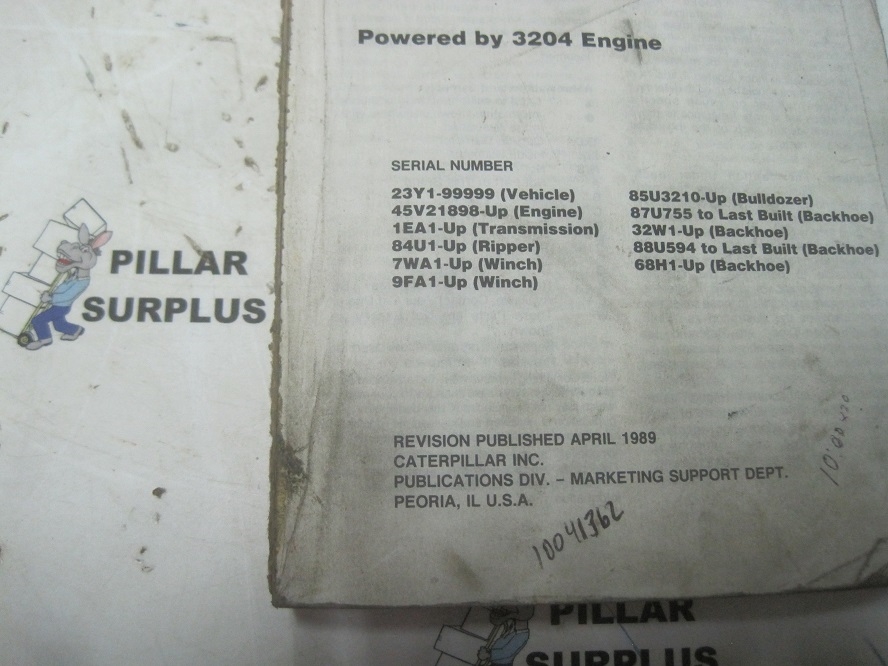 Powered by 3204 Engine
SERIAL NUMBER
23Y1-99999 (Vehicle)
45V21898-Up (Engine)
1EA1-Up (Transmission)
84U1-Up (Ripper)
7WA1-Up (Winch)
9FA1-Up (Winch)
85U3210-Up (Bulldozer)
87U755 to Last Built (Backhoe)
32W1-Up (Backhoe)
88U594 to Last Built (Backhoe)
68H1-Up (Backhoe)
REVISION PUBLISHED APRIL 1989
CATERPILLAR INC.
PUBLICATIONS DIV. – MARKETING SUPPORT DEPT.
PEORIA, IL U.S.A.
10041362
PILLAR
SURPLUS
PILLAR
SURPLUS